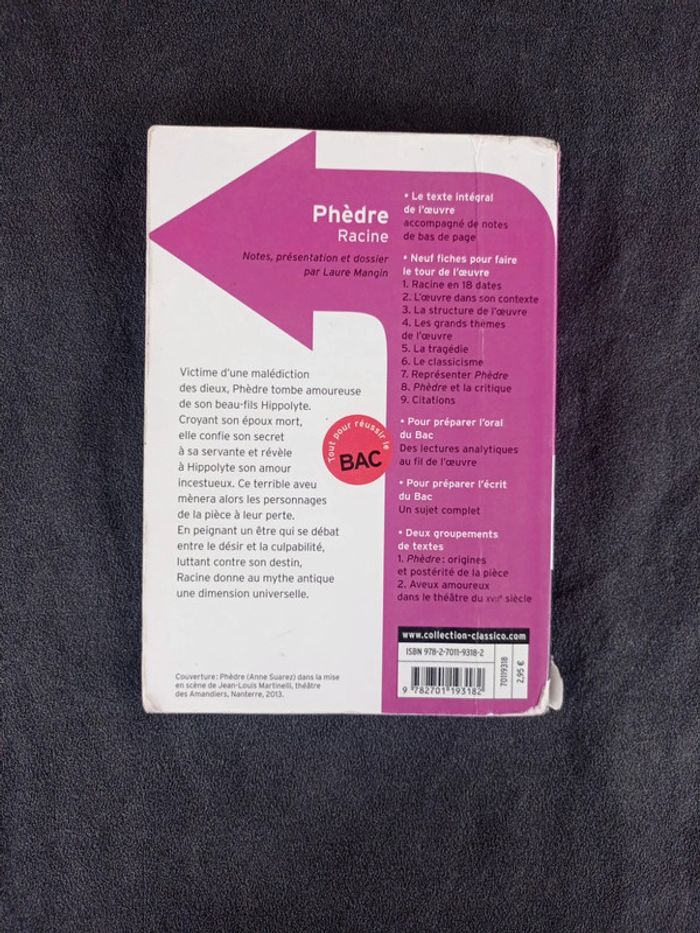 Phèdre
Racine
Notes, présentation et dossier
par Laure Mangin
Victime d'une malédiction
des dieux, Phèdre tombe amoureuse
de son beau-fils Hippolyte.
Croyant son époux mort,
elle confie son secret
à sa servante et révèle
à Hippolyte son amour
incestueux. Ce terrible aveu
mènera alors les personnages
de la pièce à leur perte.
En peignant un être qui se débat
entre le désir et la culpabilité,
luttant contre son destin,
Racine donne au mythe antique
une dimension universelle.
Tout pour réussir le
BAC
Couverture : Phèdre (Anne Suarez) dans la mise
en scène de Jean-Louis Martinelli, théâtre
des Amandiers, Nanterre, 2013.
• Le texte intégral
de l'œuvre
accompagné de notes
de bas de page
• Neuf fiches pour faire
le tour de l'œuvre
1. Racine en 18 dates
2. L'œuvre dans son contexte
3. La structure de l'œuvre
4. Les grands thèmes
de l'œuvre
5. La tragédie
6. Le classicisme
7. Représenter Phèdre
8. Phèdre et la critique
9. Citations
• Pour préparer l'oral
du Bac
Des lectures analytiques
au fil de l'œuvre
• Pour préparer l'écrit
du Bac
Un sujet complet
• Deux groupements
de textes
1. Phèdre : origines
et postérité de la pièce
2. Aveux amoureux
dans le théâtre du XVIIe siècle
www.collection-classico.com
ISBN 978-2-7011-9318-2
9 782701 193182
70119318
2,95 €